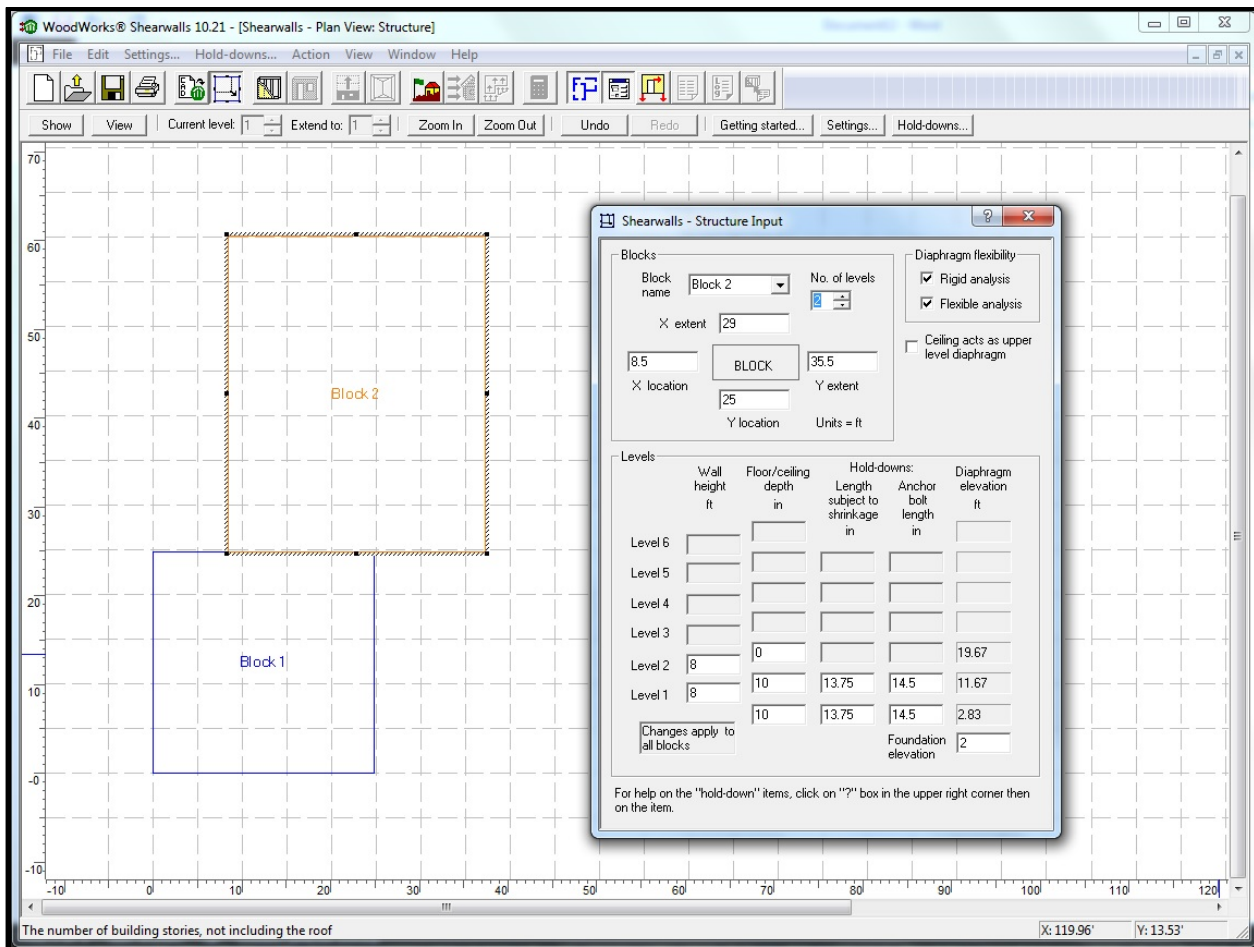 WoodWorks® Shearwalls 10.21 - [Shearwalls - Plan View: Structure]
File Edit Settings... Hold-downs... Action View Window Help
Show View Current level: 1 Extend to: 1 Zoom In Zoom Out Undo Redo Getting started... Settings... Hold-downs...
70
60
50
40
30
20
10
-0
-10
Block 2
Block 1
-10 0 10 20 30 40 50 60 70 80 90 100 110 120
Shearwalls - Structure Input
Blocks
Block name
Block 2
No. of levels
2
X extent 29
8.5
X location
BLOCK
35.5
Y extent
25
Y location
Units = ft
Diaphragm flexibility
Rigid analysis
Flexible analysis
Ceiling acts as upper
level diaphragm
Levels
Wall height ft
Floor/ceiling depth in
Hold-downs:
Length subject to shrinkage in
Anchor bolt length in
Diaphragm elevation ft
Level 6
Level 5
Level 4
Level 3
0 19.67
Level 2 8
10 13.75 14.5 11.67
Level 1 8
10 13.75 14.5 2.83
Changes apply to
all blocks
Foundation elevation 2
For help on the "hold-down" items, click on "?" box in the upper right corner then
on the item.
The number of building stories, not including the roof
X: 119.96'
Y: 13.53'